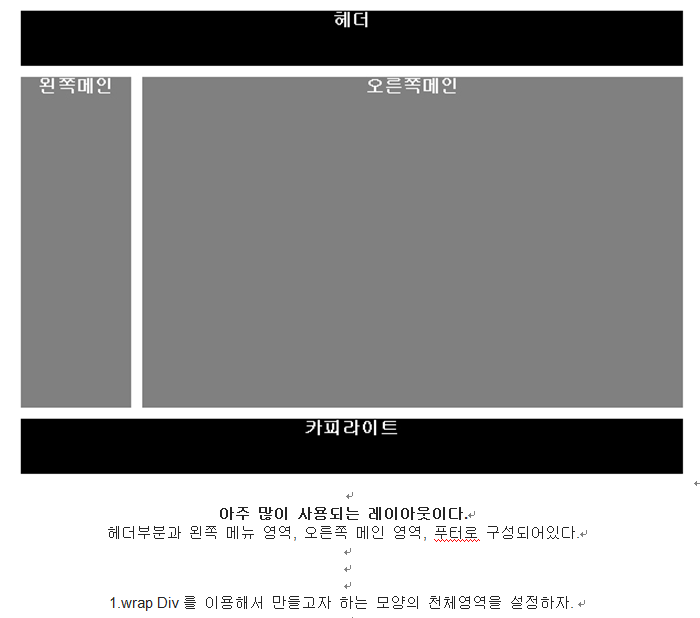 헤더
왼쪽메인
오른쪽메인
카피라이트
아주 많이 사용되는 레이아웃이다.
헤더부분과 왼쪽 메뉴 영역, 오른쪽 메인 영역, 푸터로 구성되어있다.
1.wrap Div 를 이용해서 만들고자 하는 모양의 천체영역을 설정하자.